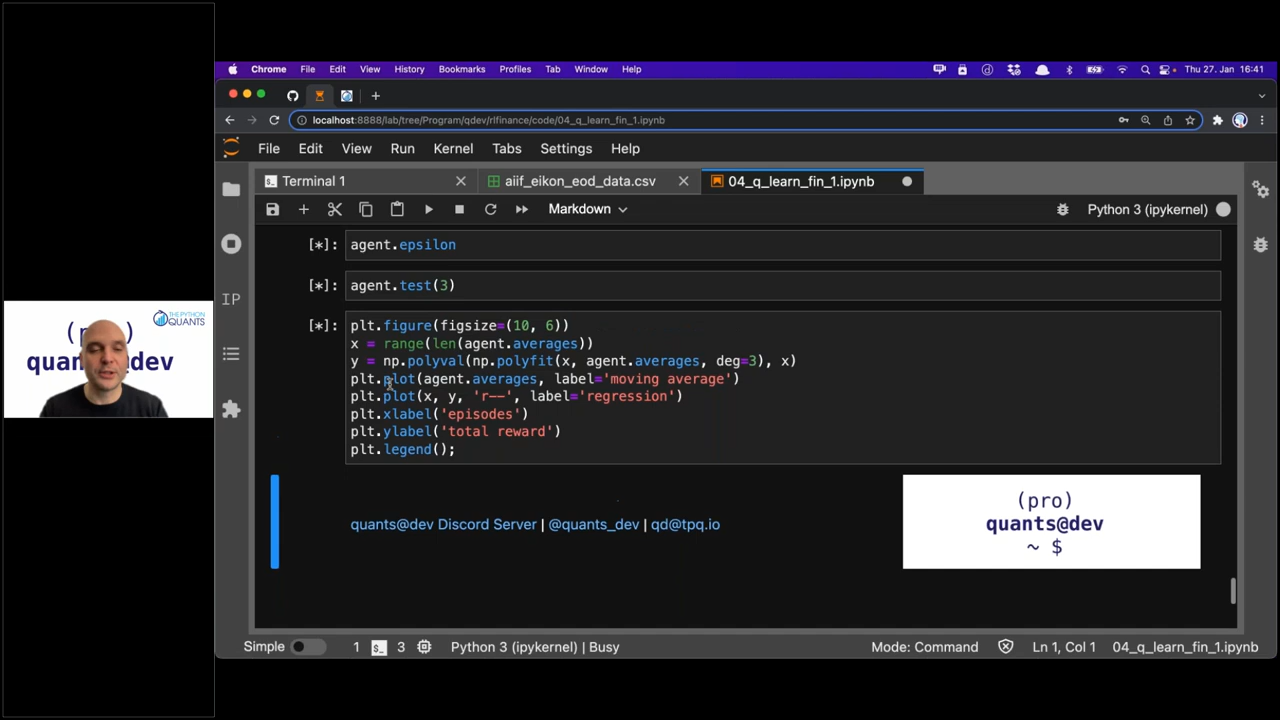 Chrome File Edit View History Bookmarks Profiles Tab Window Help Thu 27. Jan 16:41
localhost:8888/lab/tree/Program/qdev/rlfinance/code/04_q_learn_fin_1.ipynb
File Edit View Run Kernel Tabs Settings Help
Terminal 1 aiif_eikon_eod_data.csv 04_q_learn_fin_1.ipynb
Markdown Python 3 (ipykernel)
[*]: agent.epsilon
[*]: agent.test(3)
IP
[*]: plt.figure(figsize=(10, 6))
x = range(len(agent.averages))
y = np.polyval(np.polyfit(x, agent.averages, deg=3), x)
plt.plot(agent.averages, label='moving average')
plt.plot(x, y, 'r--', label='regression')
plt.xlabel('episodes')
plt.ylabel('total reward')
plt.legend();
THE PYTHON
QUANTS
quants@dev Discord Server | @quants_dev | qd@tpq.io
(pro)
quants@dev
~ $
Simple 1 $_ 3 Python 3 (ipykernel) | Busy Mode: Command Ln 1, Col 1 04_q_learn_fin_1.ipynb